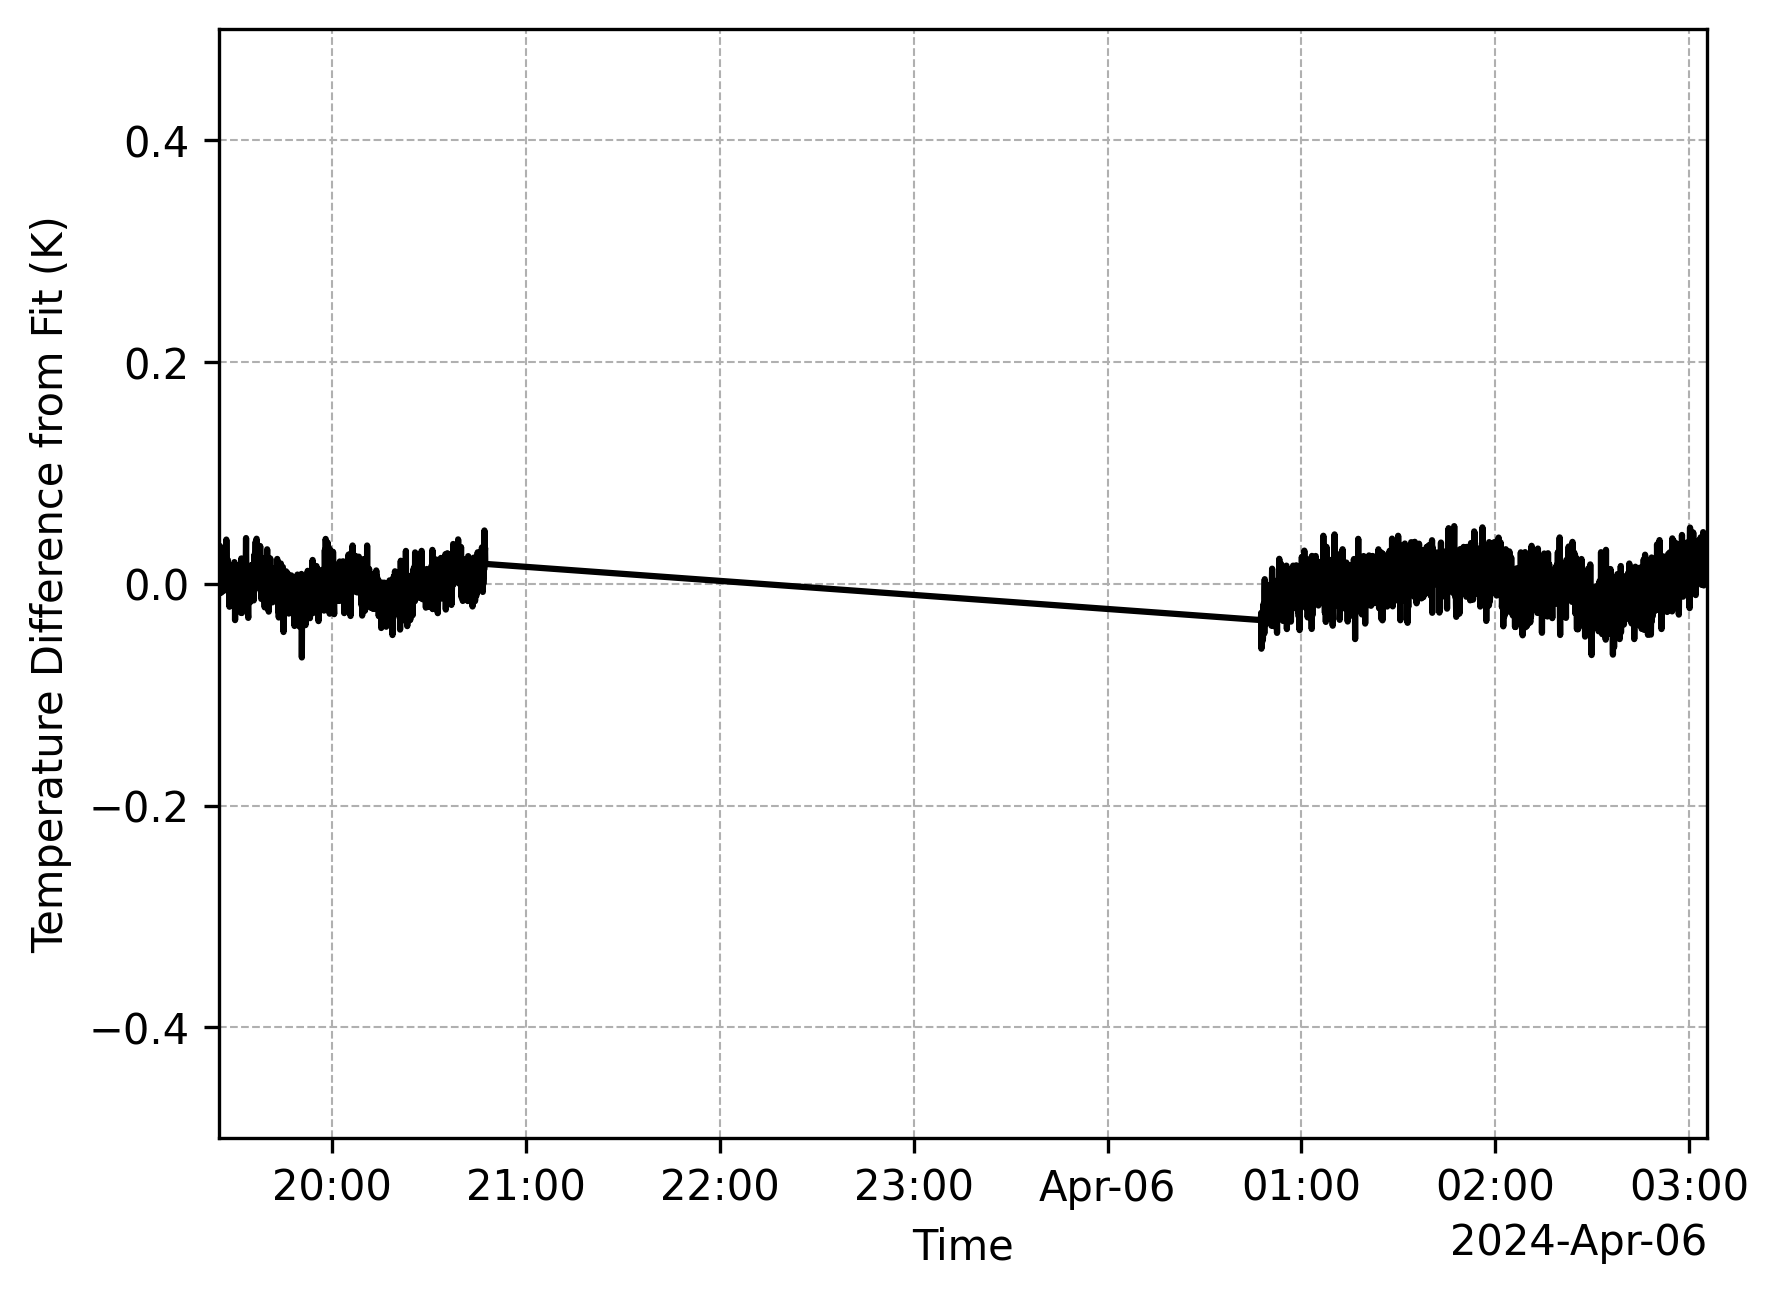 Temperature Difference from Fit (K)
0.4
0.2
0.0
−0.2
−0.4
20:00 21:00 22:00 23:00 Apr-06 01:00 02:00 03:00
Time
2024-Apr-06